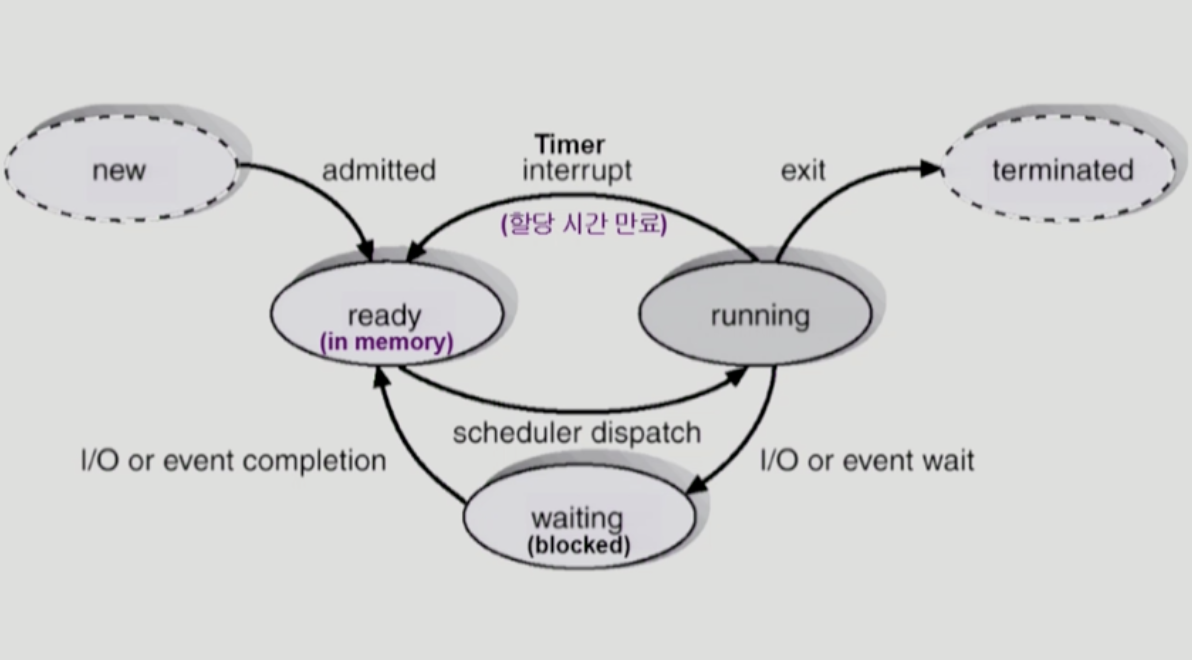 new
admitted
Timer
interrupt
(할당 시간 만료)
exit
terminated
ready
(in memory)
running
scheduler dispatch
I/O or event completion
I/O or event wait
waiting
(blocked)